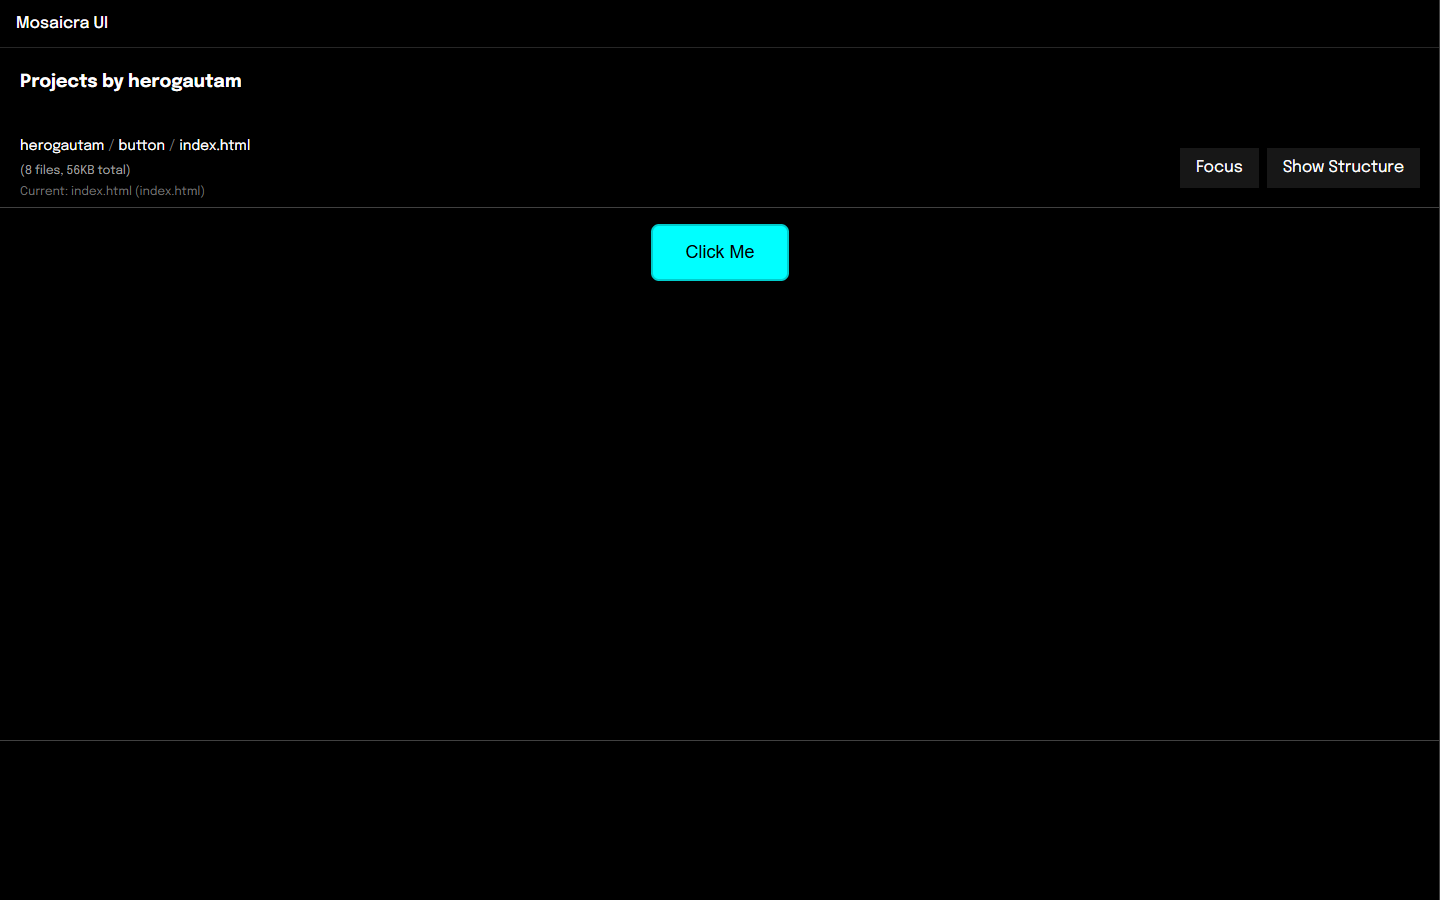 Mosaicra UI
Projects by herogautam
herogautam / button / index.html
(8 files, 56KB total)
Current: index.html (index.html)
Focus
Show Structure
Click Me